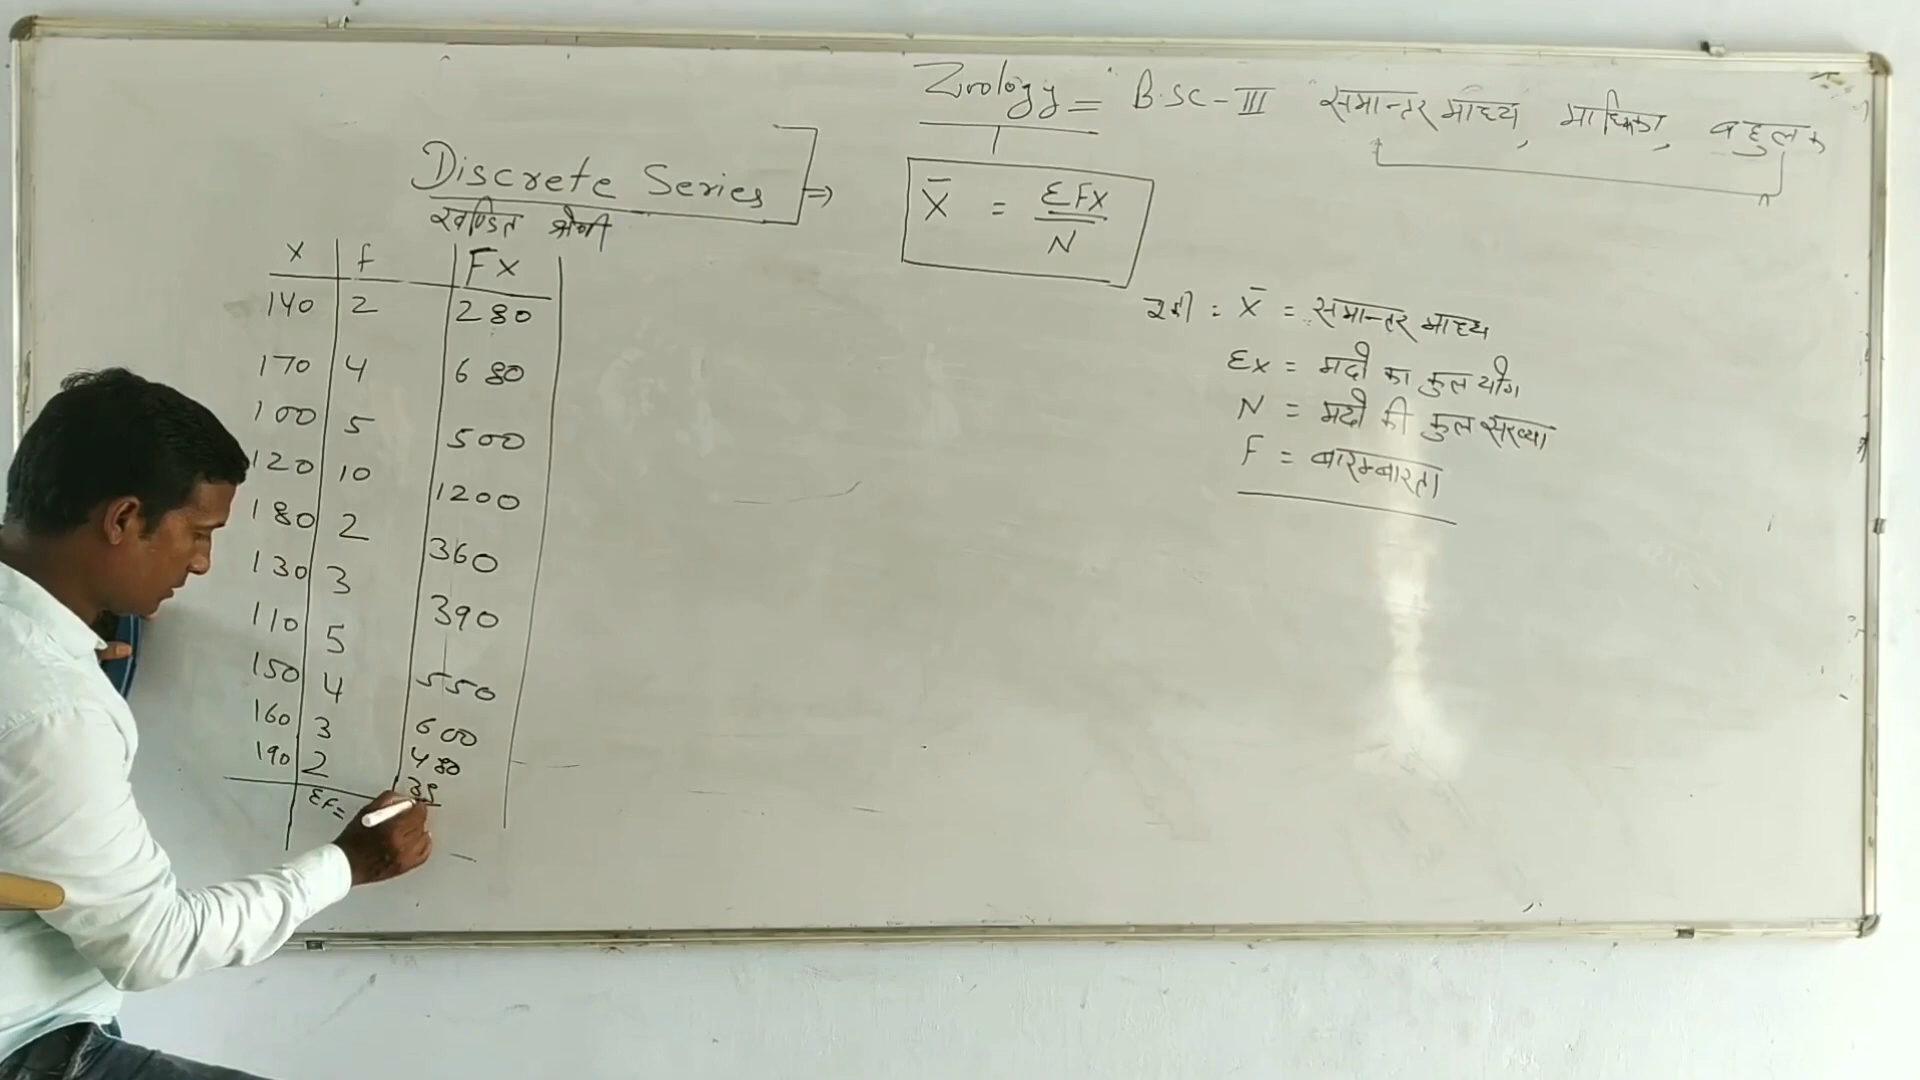 Zoology = B.SC-III समान्तर माध्य, माध्यिका, बहुलक
Discrete Series ⇒
खण्डित श्रेणी
X̄ = ΣFX / N
X f FX
140 2 280
170 4 680
100 5 500
120 10 1200
180 2 360
130 3 390
110 5 550
150 4 600
160 3 480
190 2 38
ΣF=
X̄ = समान्तर माध्य
Σx = मदों का कुल योग
N = मदों की कुल संख्या
F = बारम्बारता